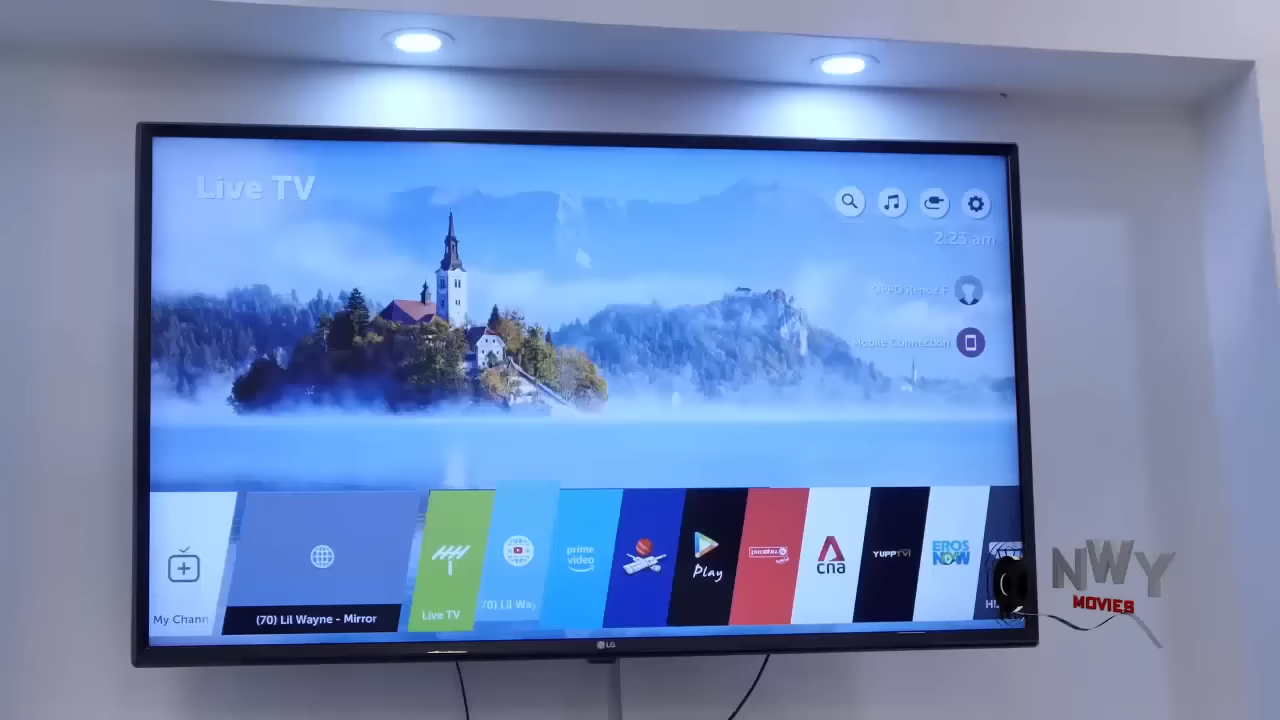 Live TV
2:23 am
OPPO Reno2 F
Mobile Connection
My Chann
(70) Lil Wayne - Mirror
Live TV
70) Lil Way
prime
video
Play
cna
YUPPTV
EROS
NOW
LG
NWY
MOVIES